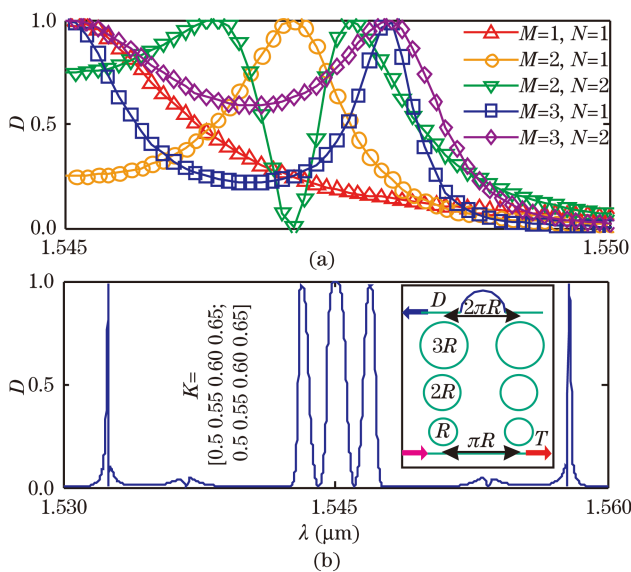 1.0
0.5
0.0
D
M=1, N=1
M=2, N=1
M=2, N=2
M=3, N=1
M=3, N=2
1.545
1.550
(a)
1.0
0.5
0.0
D
K=
[0.5 0.55 0.60 0.65;
0.5 0.55 0.60 0.65]
D
2πR
3R
2R
R
πR
T
1.530
1.545
1.560
λ (μm)
(b)